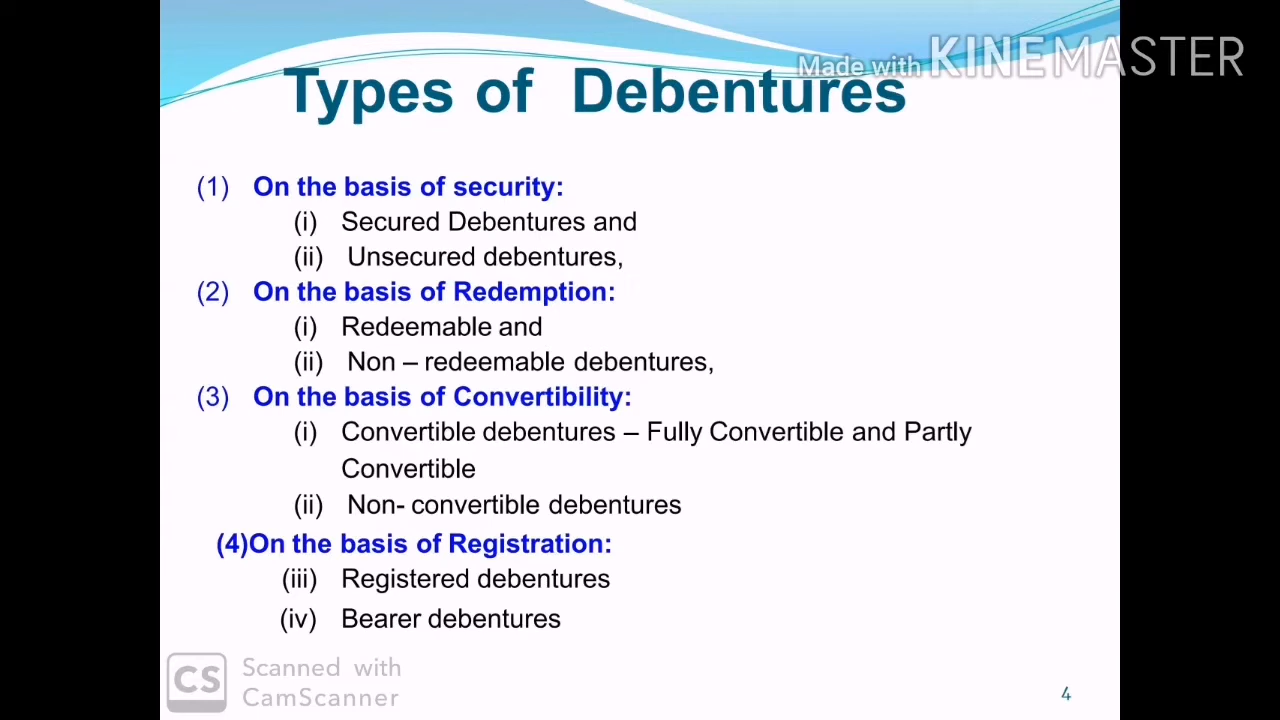 Made with KINEMASTER
Types of Debentures
(1) On the basis of security:
(i) Secured Debentures and
(ii) Unsecured debentures,
(2) On the basis of Redemption:
(i) Redeemable and
(ii) Non – redeemable debentures,
(3) On the basis of Convertibility:
(i) Convertible debentures – Fully Convertible and Partly
Convertible
(ii) Non- convertible debentures
(4)On the basis of Registration:
(iii) Registered debentures
(iv) Bearer debentures
CS Scanned with
CamScanner
4